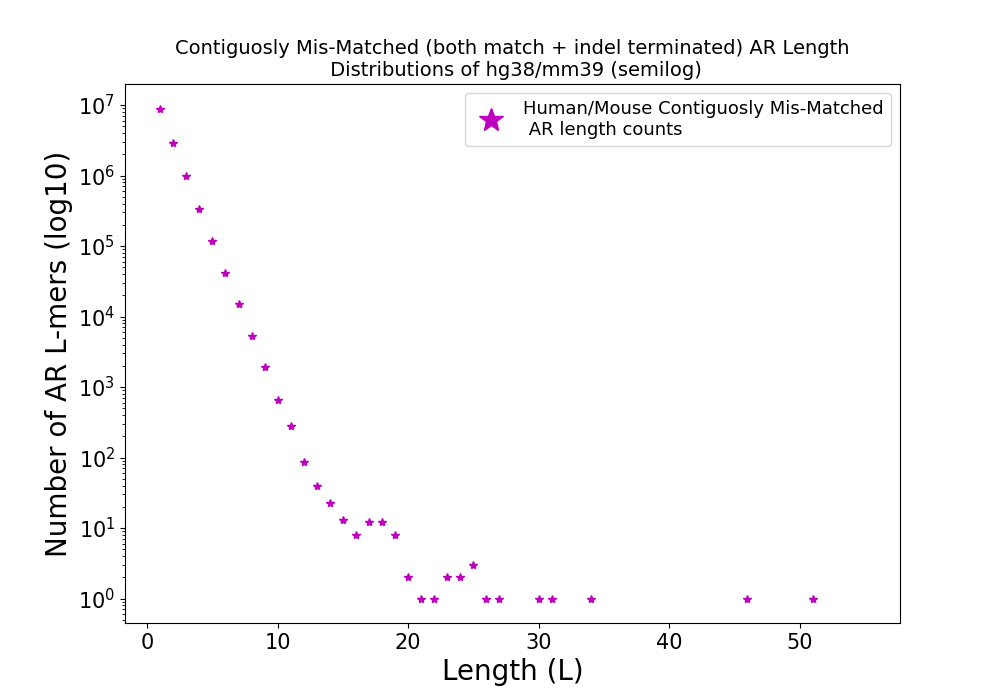 Contiguosly Mis-Matched (both match + indel terminated) AR Length
Distributions of hg38/mm39 (semilog)
Human/Mouse Contiguosly Mis-Matched
AR length counts
Number of AR L-mers (log10)
10^7
10^6
10^5
10^4
10^3
10^2
10^1
10^0
0 10 20 30 40 50
Length (L)